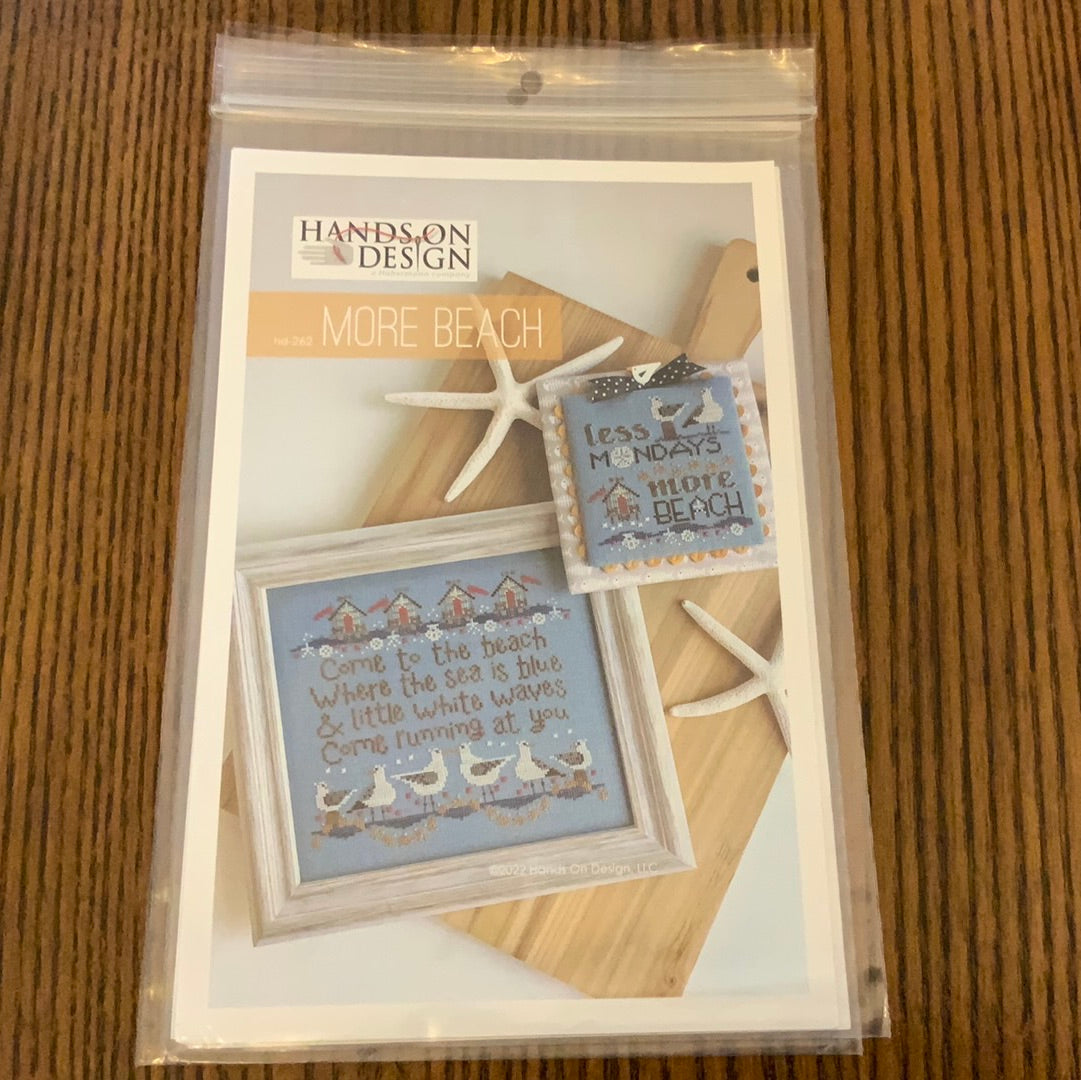 HANDS ON
DESIGN
a Habermann company
hd-262 MORE BEACH
less
MONDAYS
more
BEACH
Come to the beach
Where the sea is blue
& little white waves
Come running at you
©2022 Hands On Design, LLC